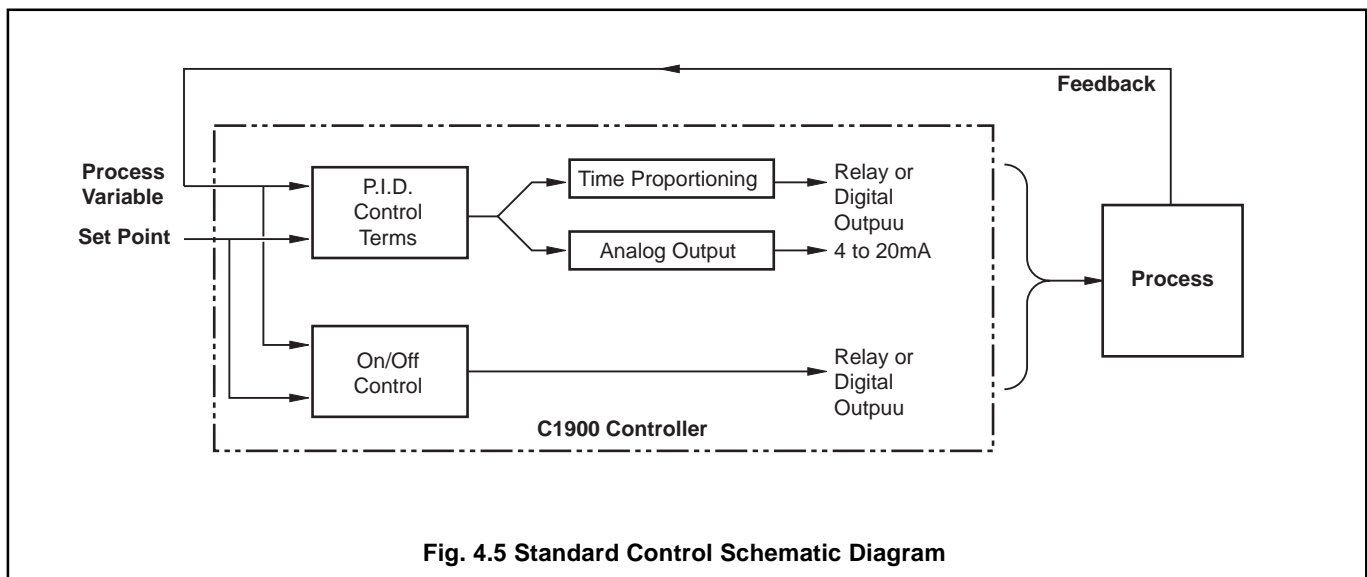 Feedback
Process
Variable
Set Point
P.I.D.
Control
Terms
Time Proportioning
Relay or
Digital
Outpuu
Analog Output
4 to 20mA
Process
On/Off
Control
Relay or
Digital
Outpuu
C1900 Controller
Fig. 4.5 Standard Control Schematic Diagram